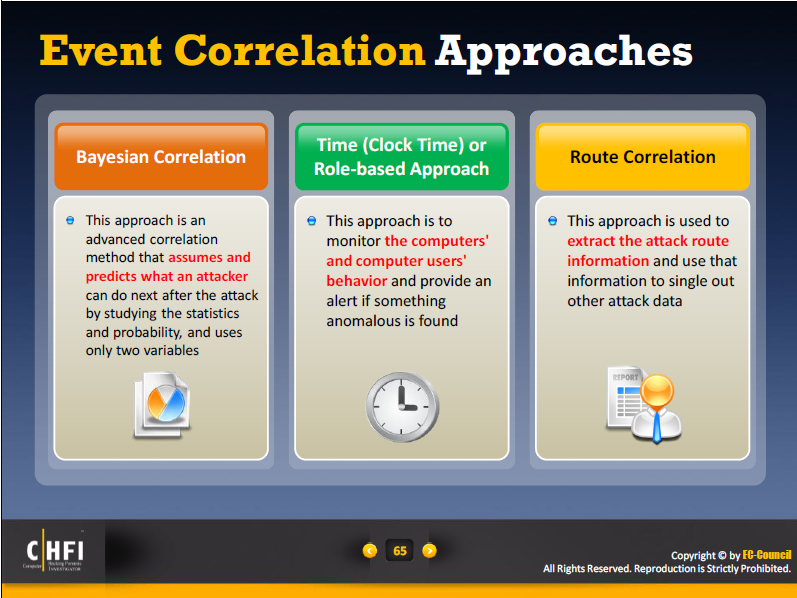 Event Correlation Approaches
Bayesian Correlation
This approach is an
advanced correlation
method that assumes and
predicts what an attacker
can do next after the attack
by studying the statistics
and probability, and uses
only two variables
Time (Clock Time) or
Role-based Approach
This approach is to
monitor the computers'
and computer users'
behavior and provide an
alert if something
anomalous is found
Route Correlation
This approach is used to
extract the attack route
information and use that
information to single out
other attack data
REPORT
CHFI
Computer
Hacking Forensic
INVESTIGATOR
65
Copyright © by EC-Council
All Rights Reserved. Reproduction is Strictly Prohibited.